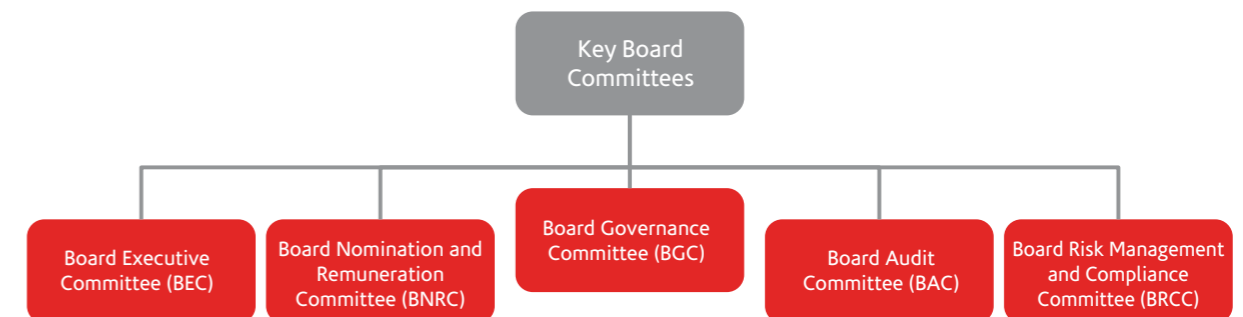 Key Board
Committees
Board Executive
Committee (BEC)
Board Nomination and
Remuneration
Committee (BNRC)
Board Governance
Committee (BGC)
Board Audit
Committee (BAC)
Board Risk Management
and Compliance
Committee (BRCC)